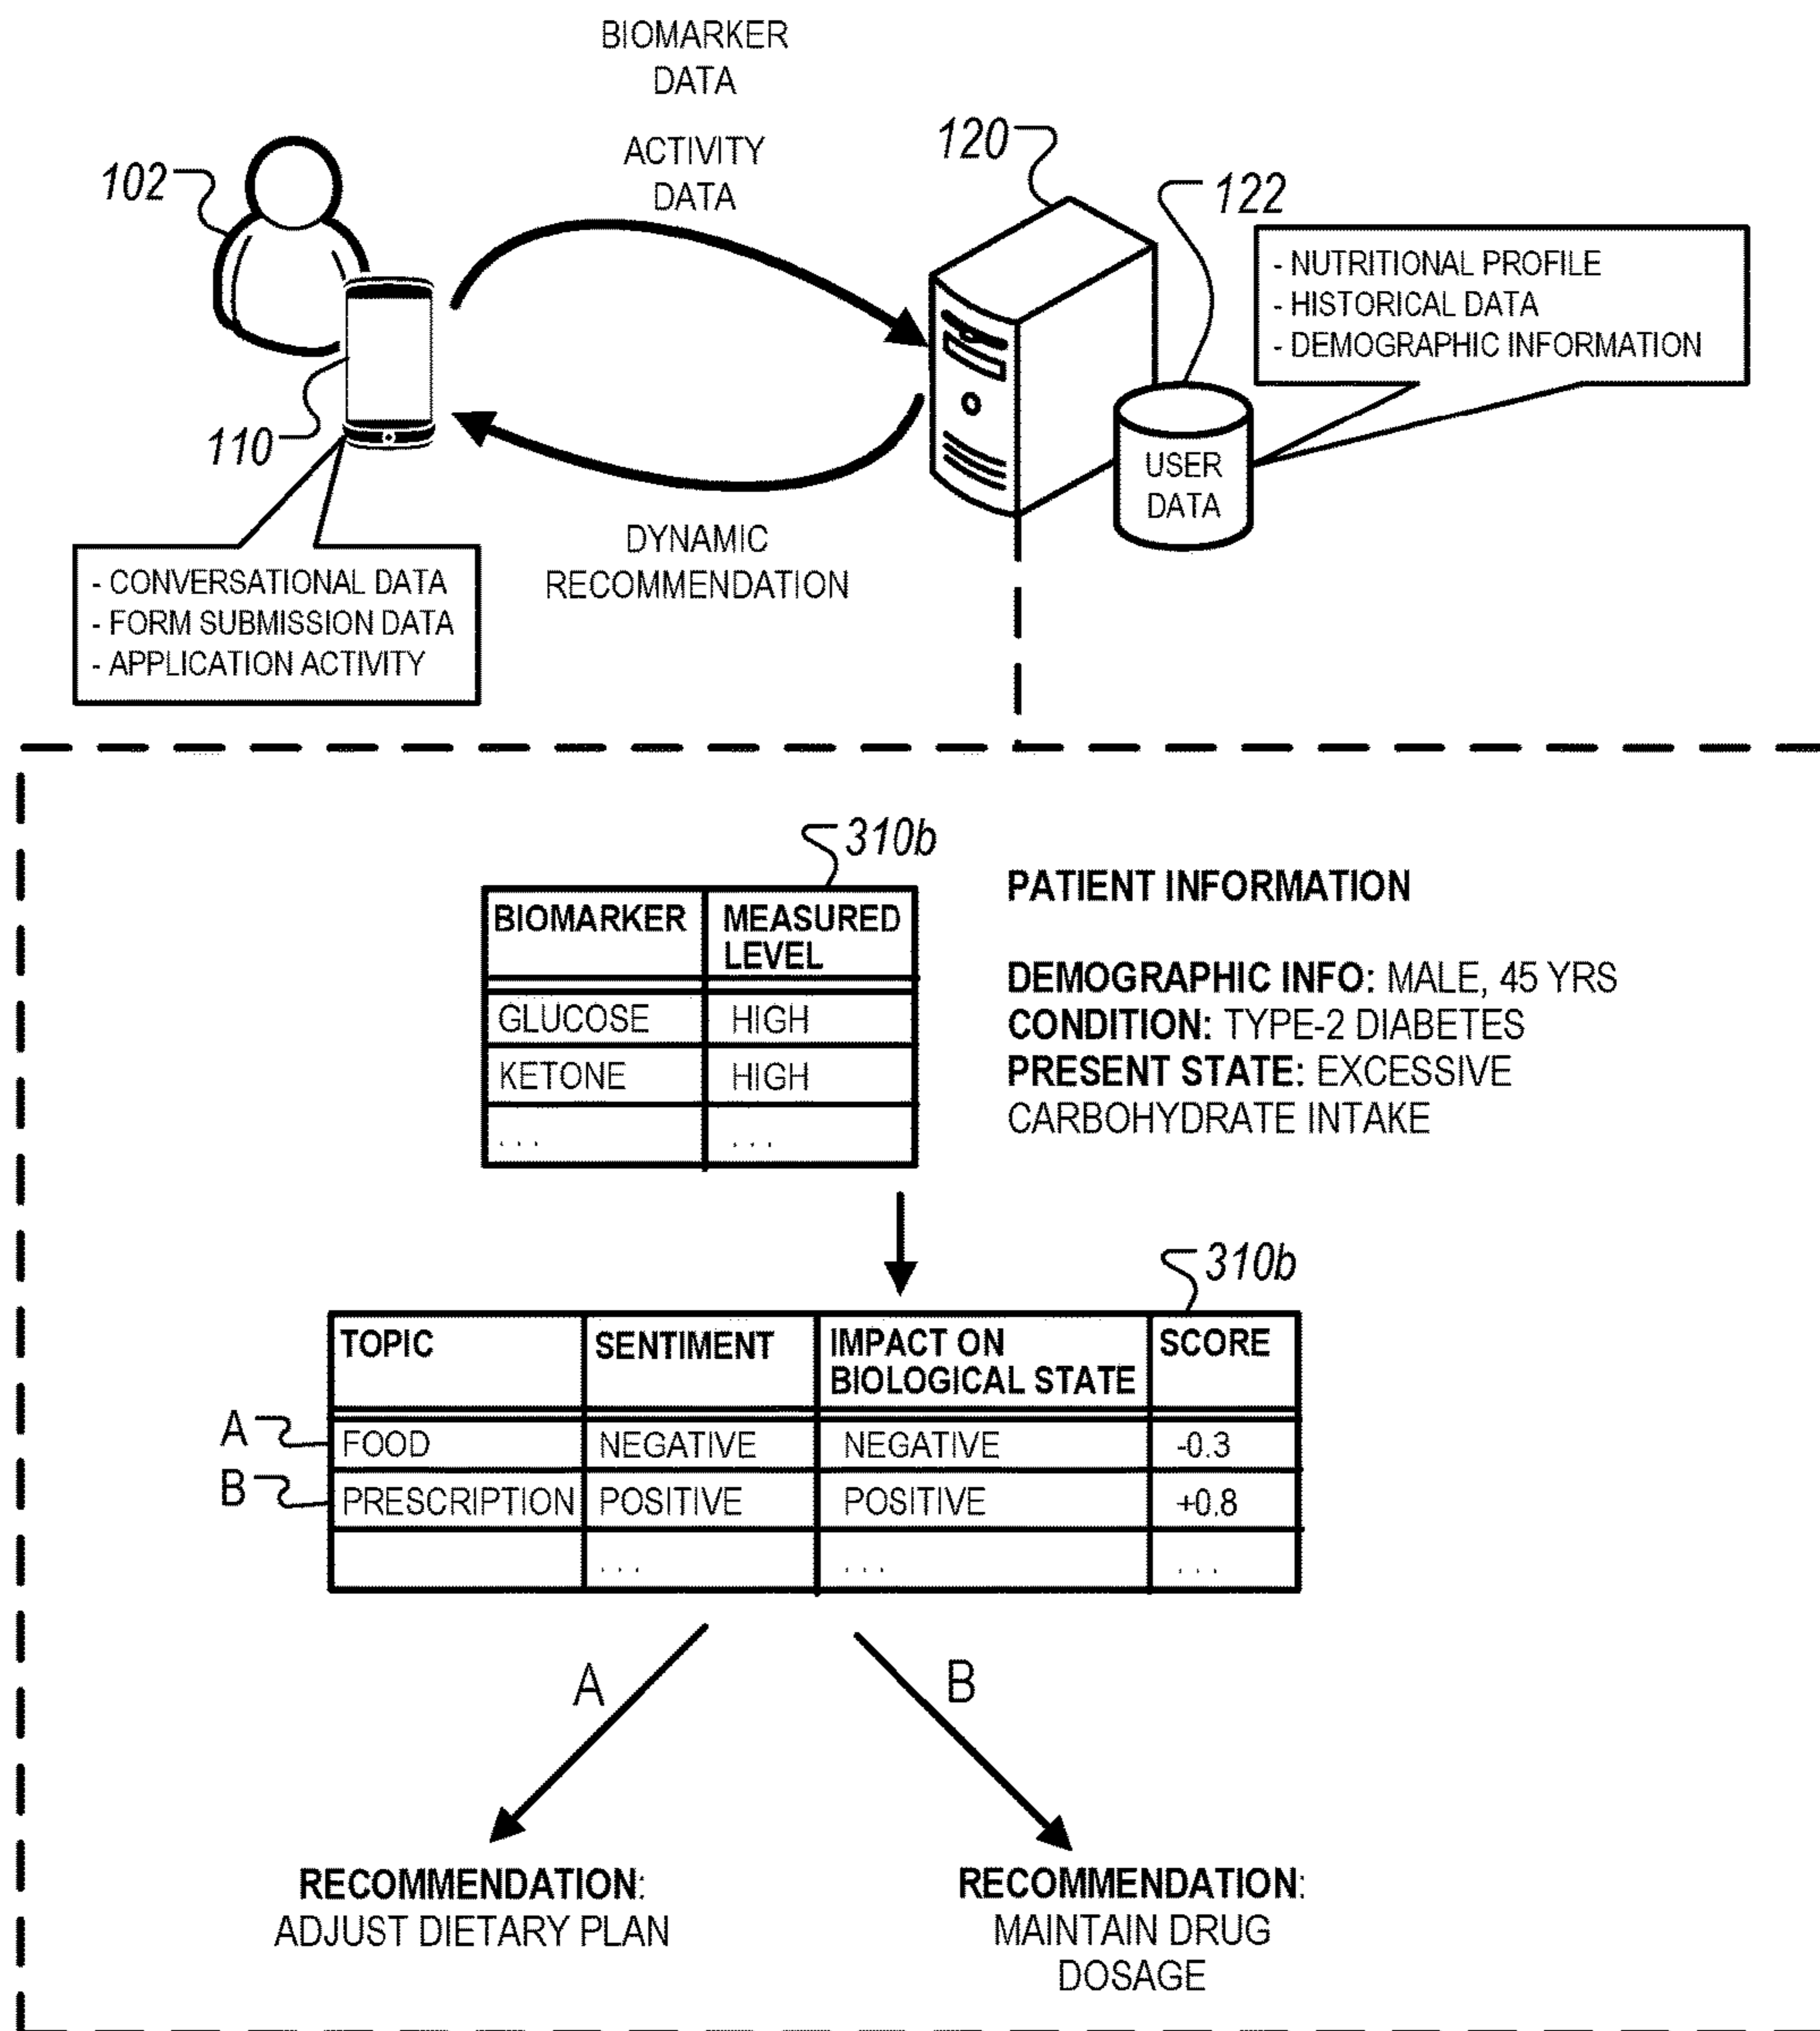 BIOMARKER
DATA
ACTIVITY
DATA
102
120
122
- NUTRITIONAL PROFILE
- HISTORICAL DATA
- DEMOGRAPHIC INFORMATION
110
USER
DATA
DYNAMIC
RECOMMENDATION
- CONVERSATIONAL DATA
- FORM SUBMISSION DATA
- APPLICATION ACTIVITY
310b
BIOMARKER MEASURED
LEVEL
GLUCOSE HIGH
KETONE HIGH
. . . . . .
PATIENT INFORMATION
DEMOGRAPHIC INFO: MALE, 45 YRS
CONDITION: TYPE-2 DIABETES
PRESENT STATE: EXCESSIVE
CARBOHYDRATE INTAKE
310b
TOPIC SENTIMENT IMPACT ON SCORE
BIOLOGICAL STATE
A FOOD NEGATIVE NEGATIVE -0.3
B PRESCRIPTION POSITIVE POSITIVE +0.8
. . . . . . . . .
A B
RECOMMENDATION:
ADJUST DIETARY PLAN
RECOMMENDATION:
MAINTAIN DRUG
DOSAGE